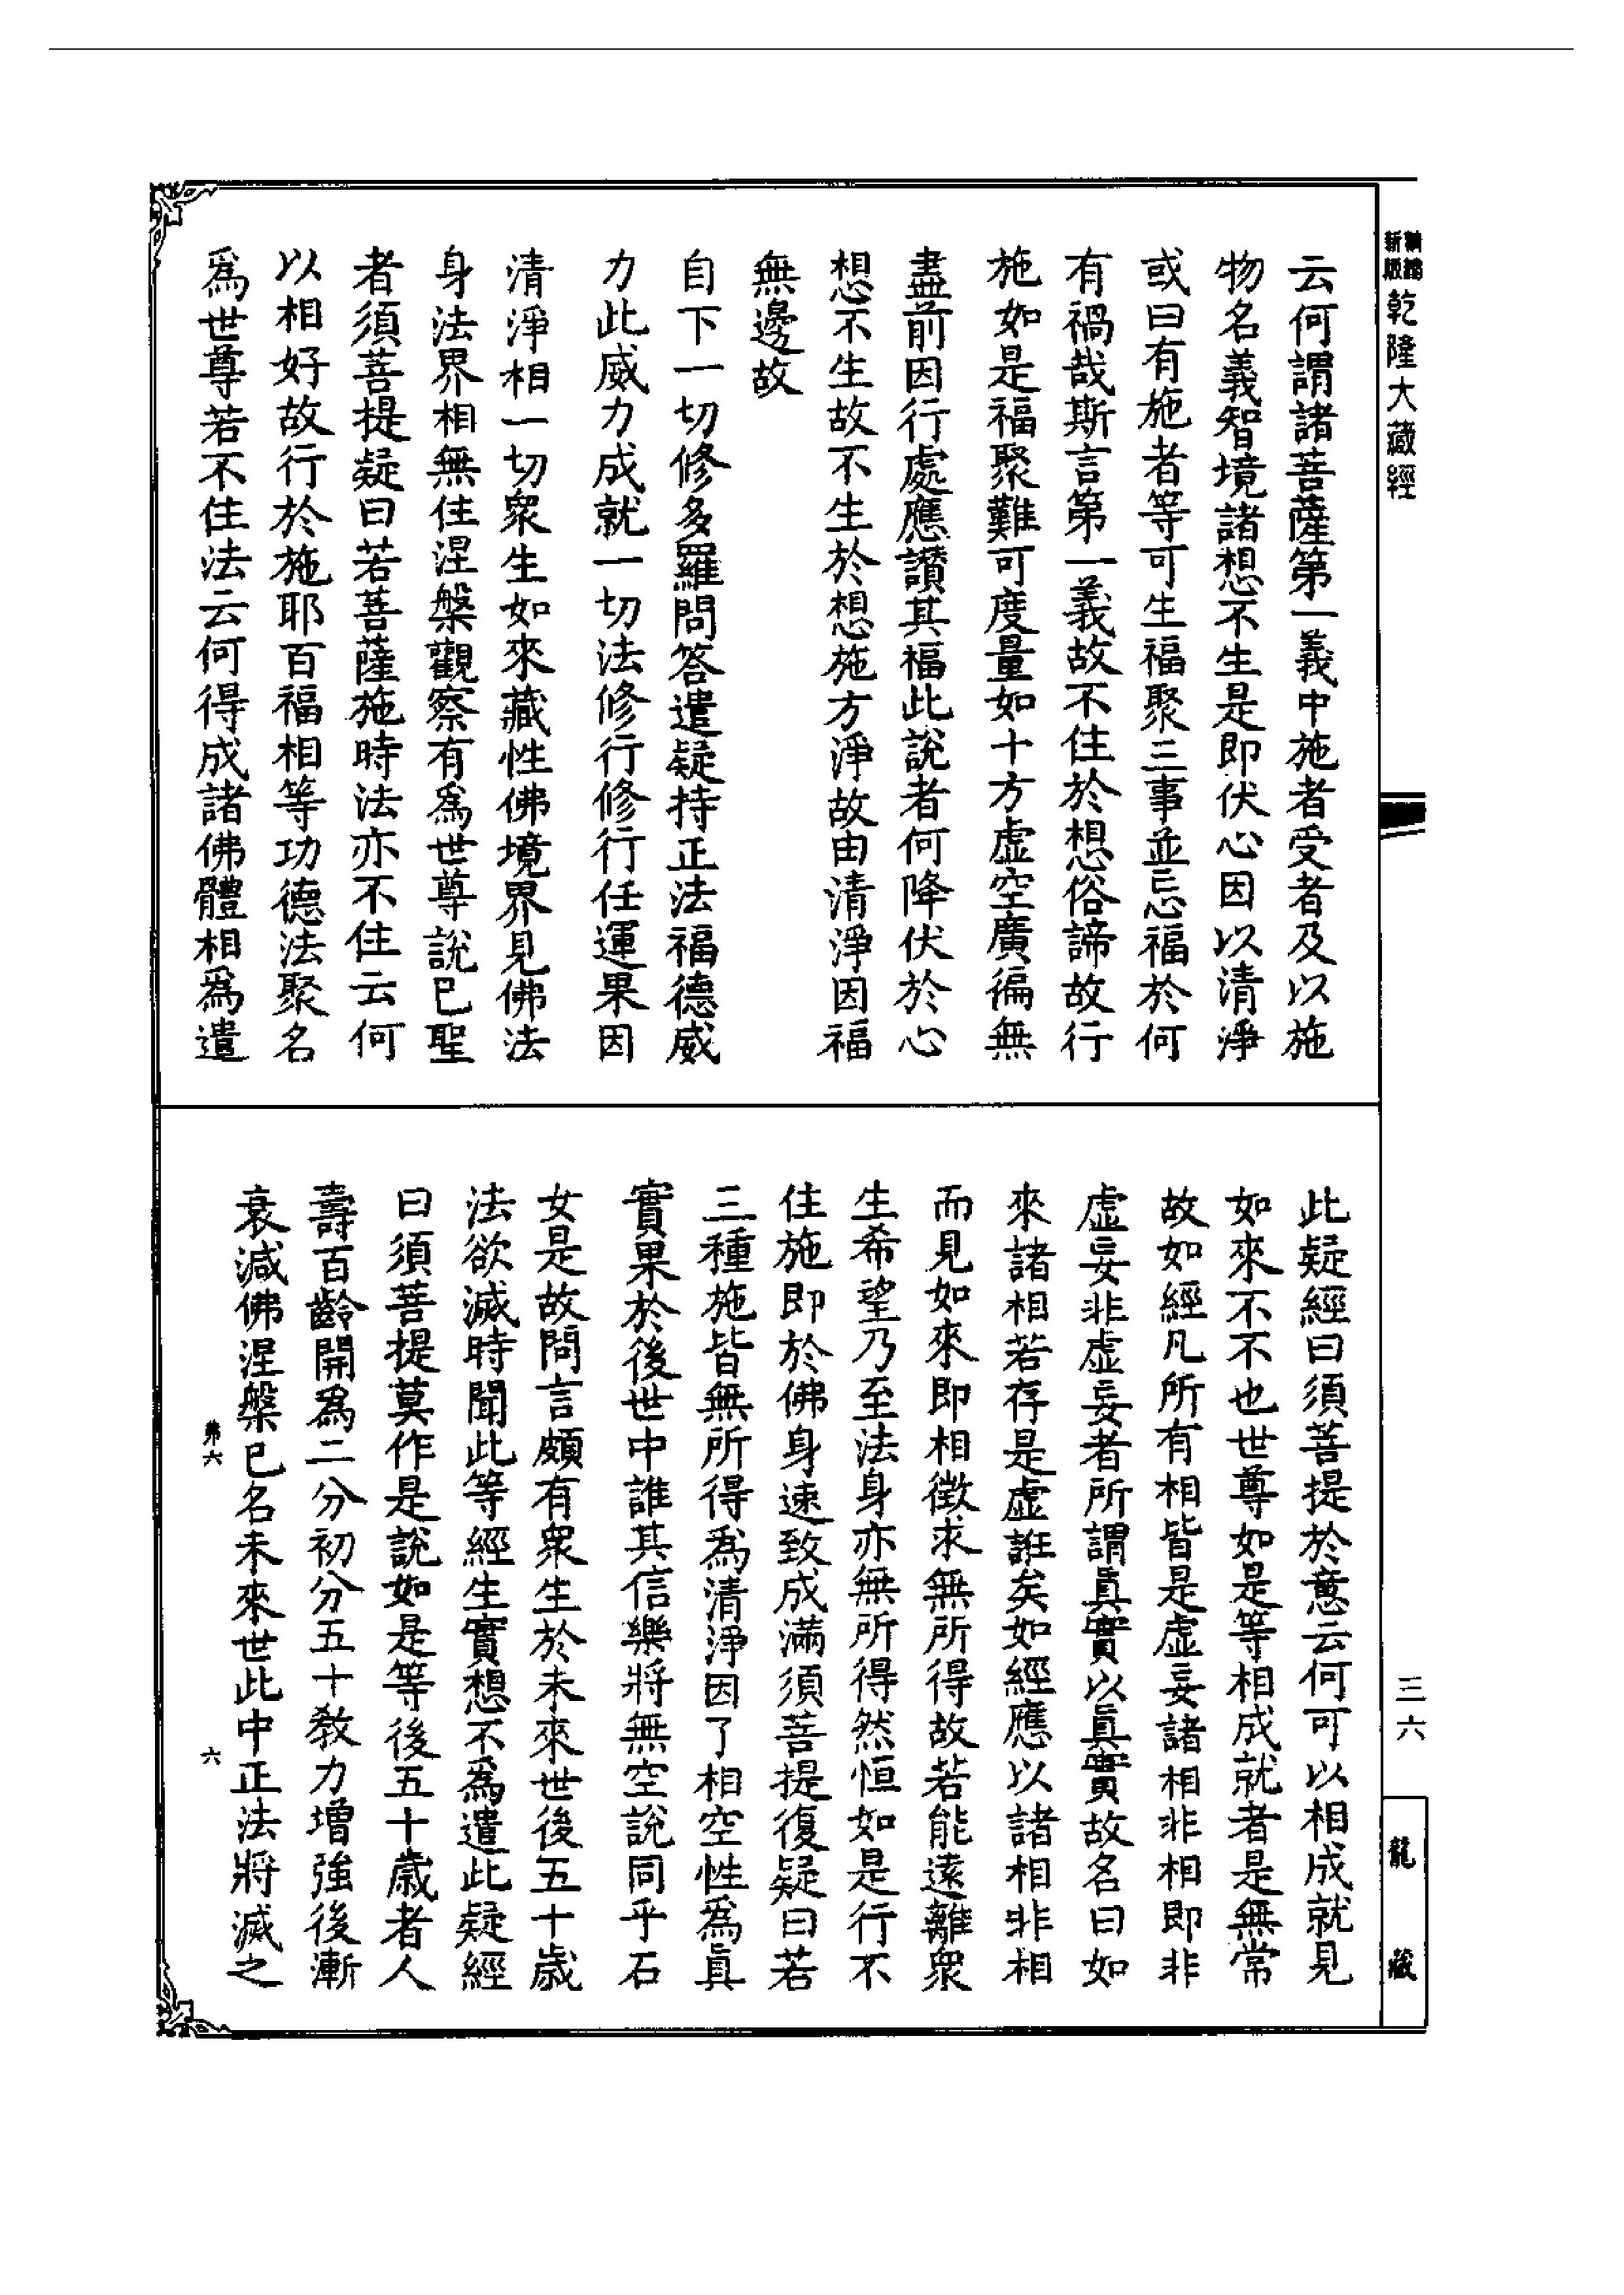 新版精縮乾隆大藏經
云何謂諸菩薩第一義中施者受者及以施
物名義智境諸想不生是即伏心因以清淨
或曰有施者等可生福聚三事並忘福於何
有禍哉斯言第一義故不住於想俗諦故行
施如是福聚難可度量如十方虛空廣徧無
盡前因行處應讚其福此說者何降伏於心
想不生故不生於想施方淨故由清淨因福
無邊故
自下一切修多羅問答遣疑持正法福德威
力此威力成就一切法修行修行任運果因
清淨相一切衆生如來藏性佛境界見佛法
身法界相無住涅槃觀察有爲世尊說已聖
者須菩提疑曰若菩薩施時法亦不住云何
以相好故行於施耶百福相等功德法聚名
爲世尊若不住法云何得成諸佛體相爲遣
此疑經曰須菩提於意云何可以相成就見
如來不不也世尊如是等相成就者是無常
故如經凡所有相皆是虛妄諸相非相即非
虛妄非虛妄者所謂眞實以眞實故名曰如
來諸相若存是虛誑矣如經應以諸相非相
而見如來即相徵求無所得故若能遠離衆
生希望乃至法身亦無所得然恒如是行不
住施即於佛身速致成滿須菩提復疑曰若
三種施皆無所得爲清淨因了相空性爲眞
實果於後世中誰其信樂將無空說同乎石
女是故問言頗有衆生於未來世後五十歲
法欲滅時聞此等經生實想不爲遣此疑經
曰須菩提莫作是說如是等後五十歲者人
壽百齡開爲二分初分五十教力增強後漸
衰減佛涅槃已名未來世此中正法將滅之
第六
六
三六
龍藏